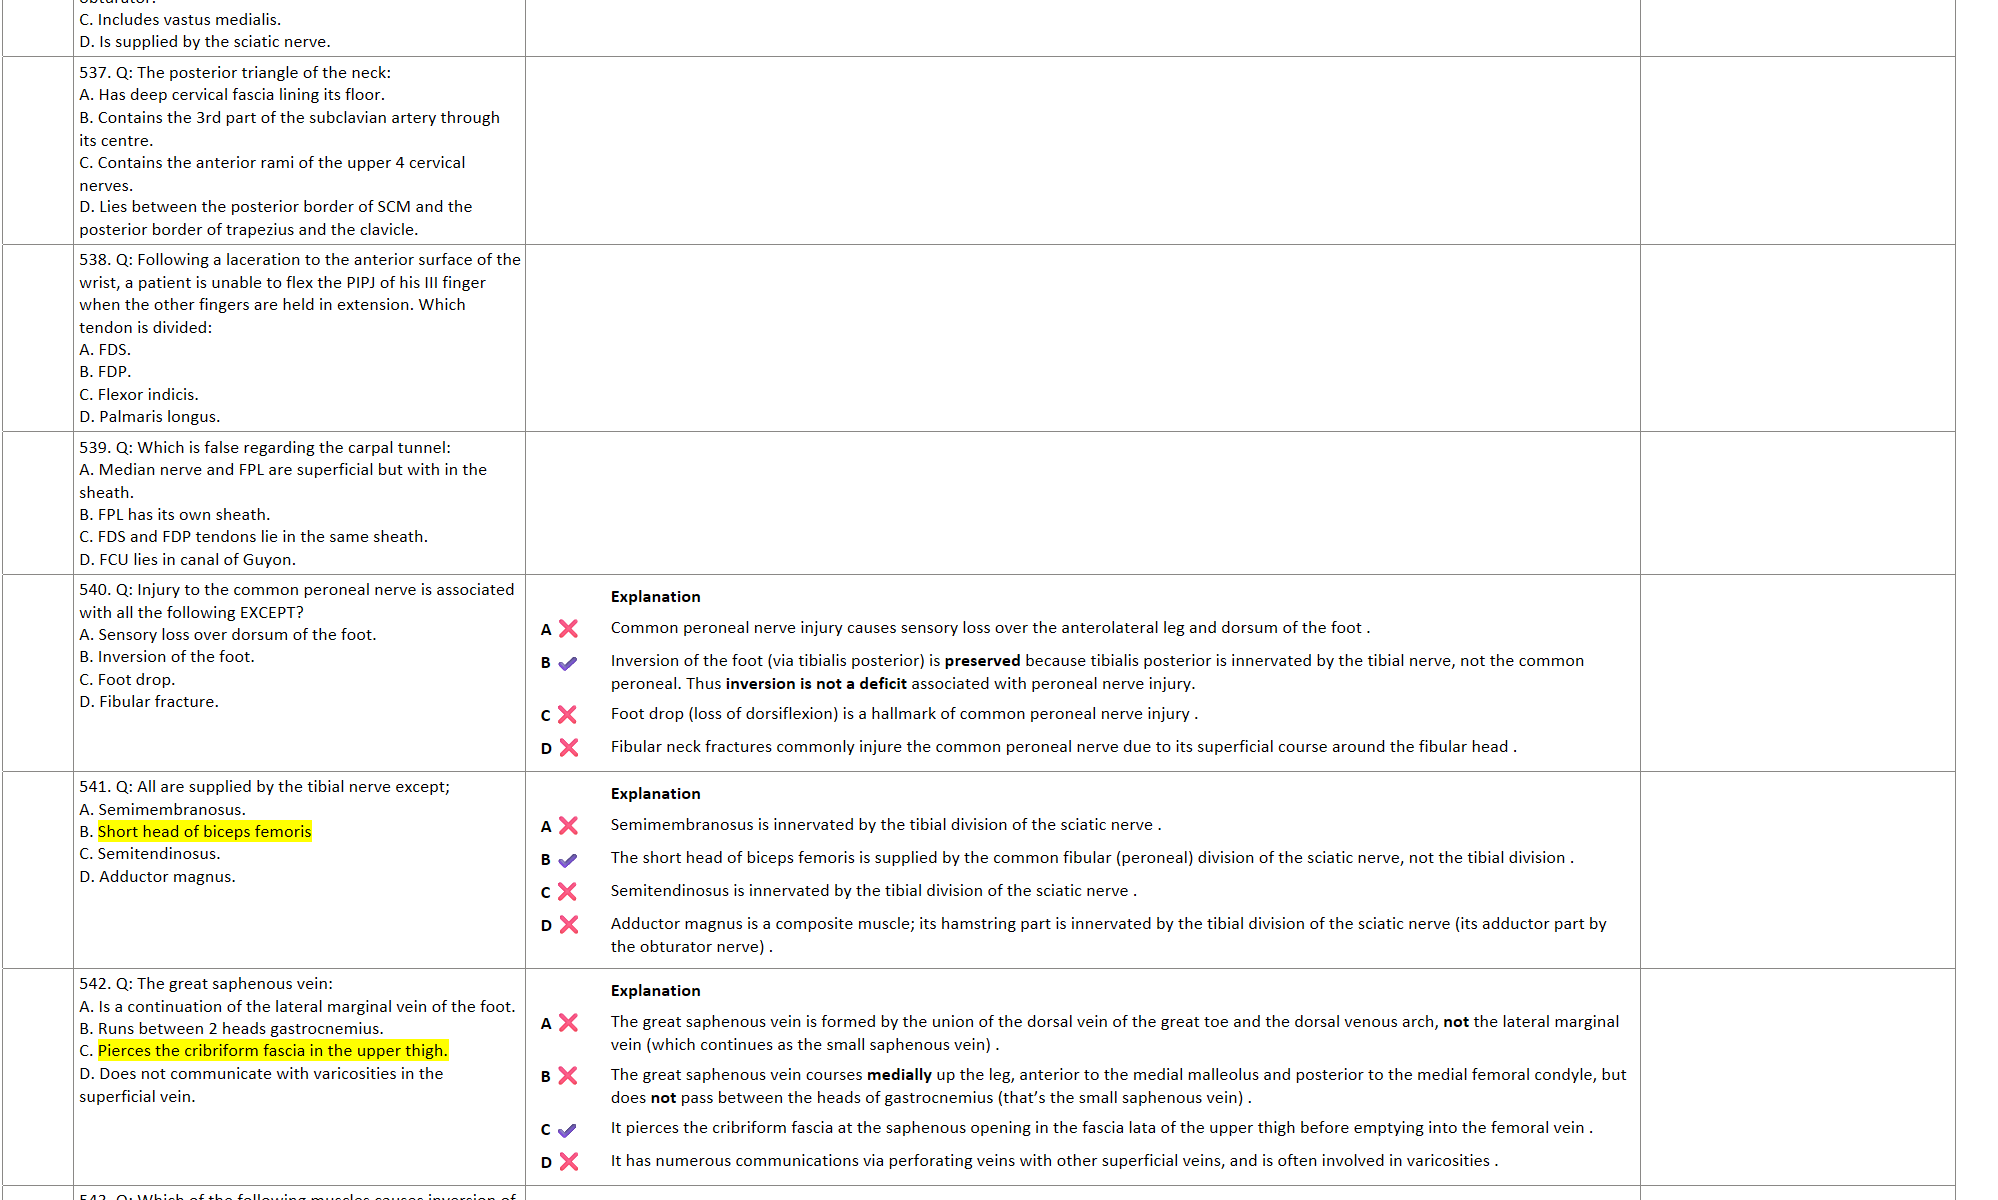 obturator.
C. Includes vastus medialis.
D. Is supplied by the sciatic nerve.
537. Q: The posterior triangle of the neck:
A. Has deep cervical fascia lining its floor.
B. Contains the 3rd part of the subclavian artery through
its centre.
C. Contains the anterior rami of the upper 4 cervical
nerves.
D. Lies between the posterior border of SCM and the
posterior border of trapezius and the clavicle.
538. Q: Following a laceration to the anterior surface of the
wrist, a patient is unable to flex the PIPJ of his III finger
when the other fingers are held in extension. Which
tendon is divided:
A. FDS.
B. FDP.
C. Flexor indicis.
D. Palmaris longus.
539. Q: Which is false regarding the carpal tunnel:
A. Median nerve and FPL are superficial but with in the
sheath.
B. FPL has its own sheath.
C. FDS and FDP tendons lie in the same sheath.
D. FCU lies in canal of Guyon.
540. Q: Injury to the common peroneal nerve is associated
with all the following EXCEPT?
A. Sensory loss over dorsum of the foot.
B. Inversion of the foot.
C. Foot drop.
D. Fibular fracture.
Explanation
A Common peroneal nerve injury causes sensory loss over the anterolateral leg and dorsum of the foot .
B Inversion of the foot (via tibialis posterior) is preserved because tibialis posterior is innervated by the tibial nerve, not the common
peroneal. Thus inversion is not a deficit associated with peroneal nerve injury.
C Foot drop (loss of dorsiflexion) is a hallmark of common peroneal nerve injury .
D Fibular neck fractures commonly injure the common peroneal nerve due to its superficial course around the fibular head .
541. Q: All are supplied by the tibial nerve except;
A. Semimembranosus.
B. Short head of biceps femoris
C. Semitendinosus.
D. Adductor magnus.
Explanation
A Semimembranosus is innervated by the tibial division of the sciatic nerve .
B The short head of biceps femoris is supplied by the common fibular (peroneal) division of the sciatic nerve, not the tibial division .
C Semitendinosus is innervated by the tibial division of the sciatic nerve .
D Adductor magnus is a composite muscle; its hamstring part is innervated by the tibial division of the sciatic nerve (its adductor part by
the obturator nerve) .
542. Q: The great saphenous vein:
A. Is a continuation of the lateral marginal vein of the foot.
B. Runs between 2 heads gastrocnemius.
C. Pierces the cribriform fascia in the upper thigh.
D. Does not communicate with varicosities in the
superficial vein.
Explanation
A The great saphenous vein is formed by the union of the dorsal vein of the great toe and the dorsal venous arch, not the lateral marginal
vein (which continues as the small saphenous vein) .
B The great saphenous vein courses medially up the leg, anterior to the medial malleolus and posterior to the medial femoral condyle, but
does not pass between the heads of gastrocnemius (that’s the small saphenous vein) .
C It pierces the cribriform fascia at the saphenous opening in the fascia lata of the upper thigh before emptying into the femoral vein .
D It has numerous communications via perforating veins with other superficial veins, and is often involved in varicosities .
543. Q: Which of the following muscles causes inversion of